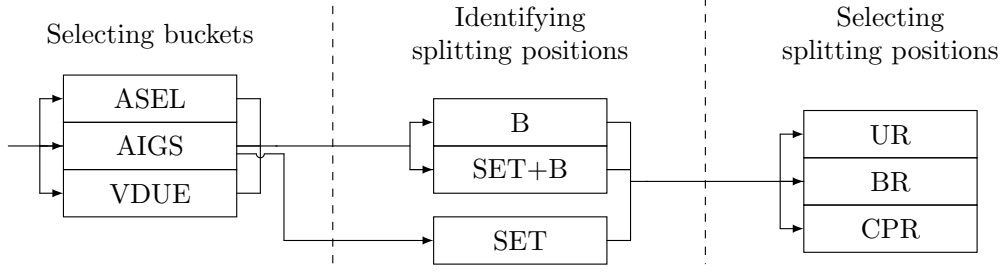 Selecting buckets
ASEL
AIGS
VDUE
Identifying
splitting positions
B
SET+B
SET
Selecting
splitting positions
UR
BR
CPR